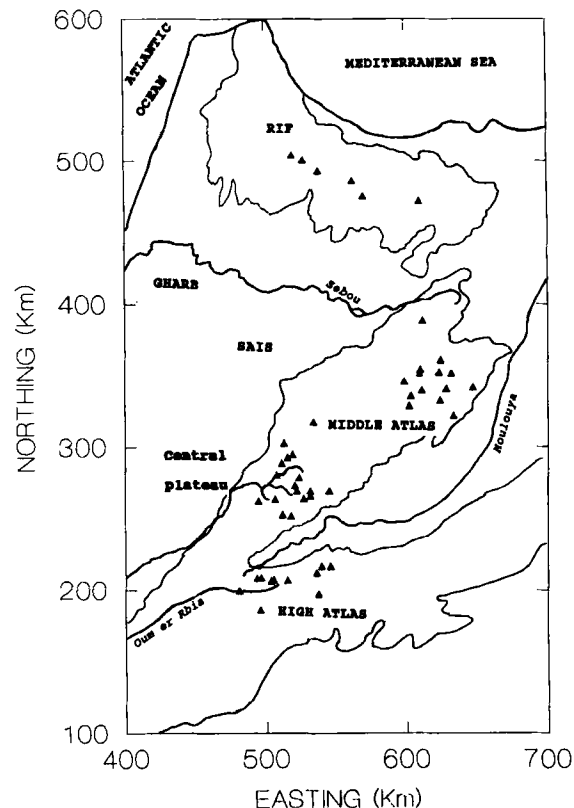 600
500
400
300
200
100
NORTHING (Km)
ATLANTIC
OCEAN
MEDITERRANEAN SEA
RIF
GHARB
Sebou
SAIS
MIDDLE ATLAS
Moulouya
Central
plateau
HIGH ATLAS
Oum er Rbia
400
500
600
700
EASTING (Km)